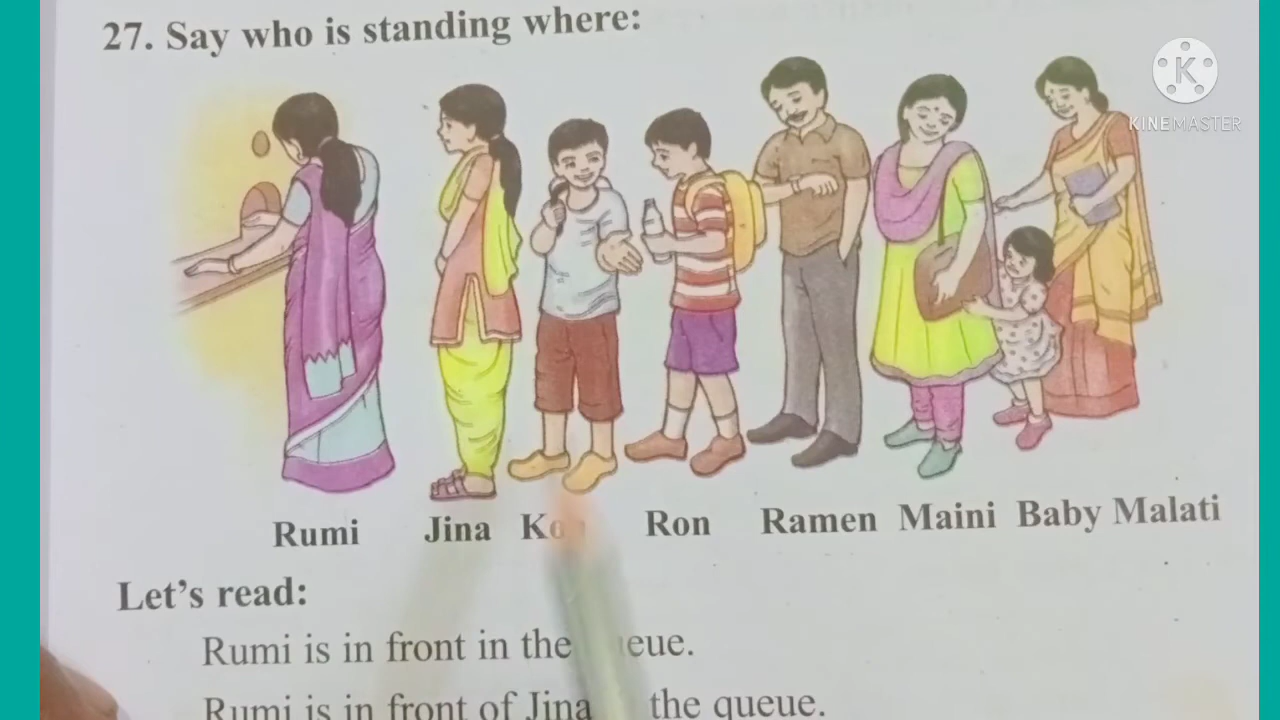 27. Say who is standing where:
K
KINEMASTER
Rumi Jina Ron Ramen Maini Baby Malati
Let's read:
Rumi is in front in the
Rumi is in front of Jina the queue.